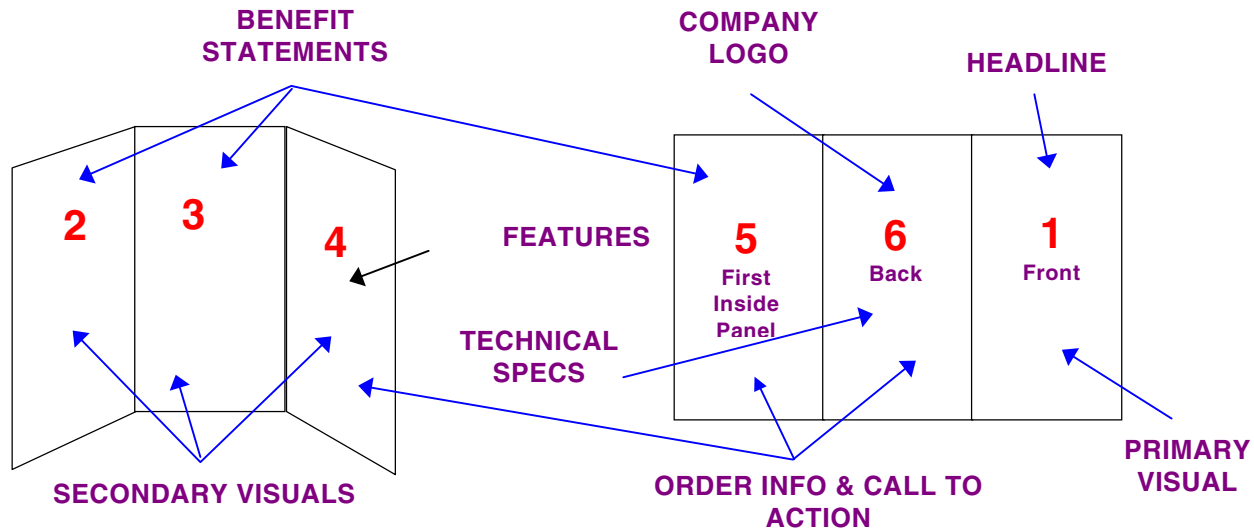 BENEFIT
STATEMENTS
COMPANY
LOGO
HEADLINE
2
3
4
FEATURES
5
First
Inside
Panel
6
Back
1
Front
TECHNICAL
SPECS
SECONDARY VISUALS
ORDER INFO & CALL TO
ACTION
PRIMARY
VISUAL